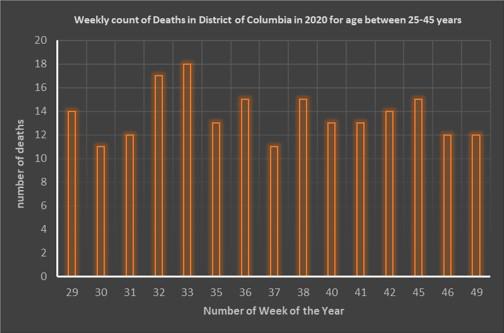 Weekly count of Deaths in District of Columbia in 2020 for age between 25-45 years
20
18
16
14
12
10
8
6
4
2
0
number of deaths
29 30 31 32 33 35 36 37 38 40 41 42 45 46 49
Number of Week of the Year